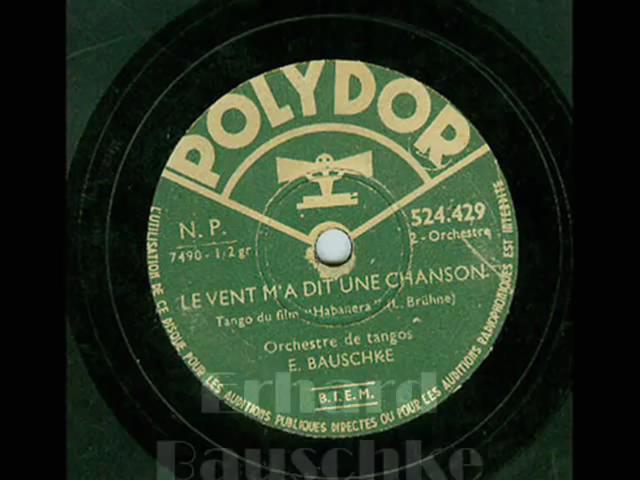 POLYDOR
N. P.
7490 - 1/2 gr
524.429
2 - Orchestre
LE VENT M'A DIT UNE CHANSON
Tango du film "Habanera" (L. Brühne)
Orchestre de tangos
E. BAUSCHKE
B.I.E.M.
L'UTILISATION DE CE DISQUE POUR LES AUDITIONS PUBLIQUES DIRECTES OU POUR LES AUDITIONS RADIOPHONIQUES EST INTERDITE
Erhard
Bauschke